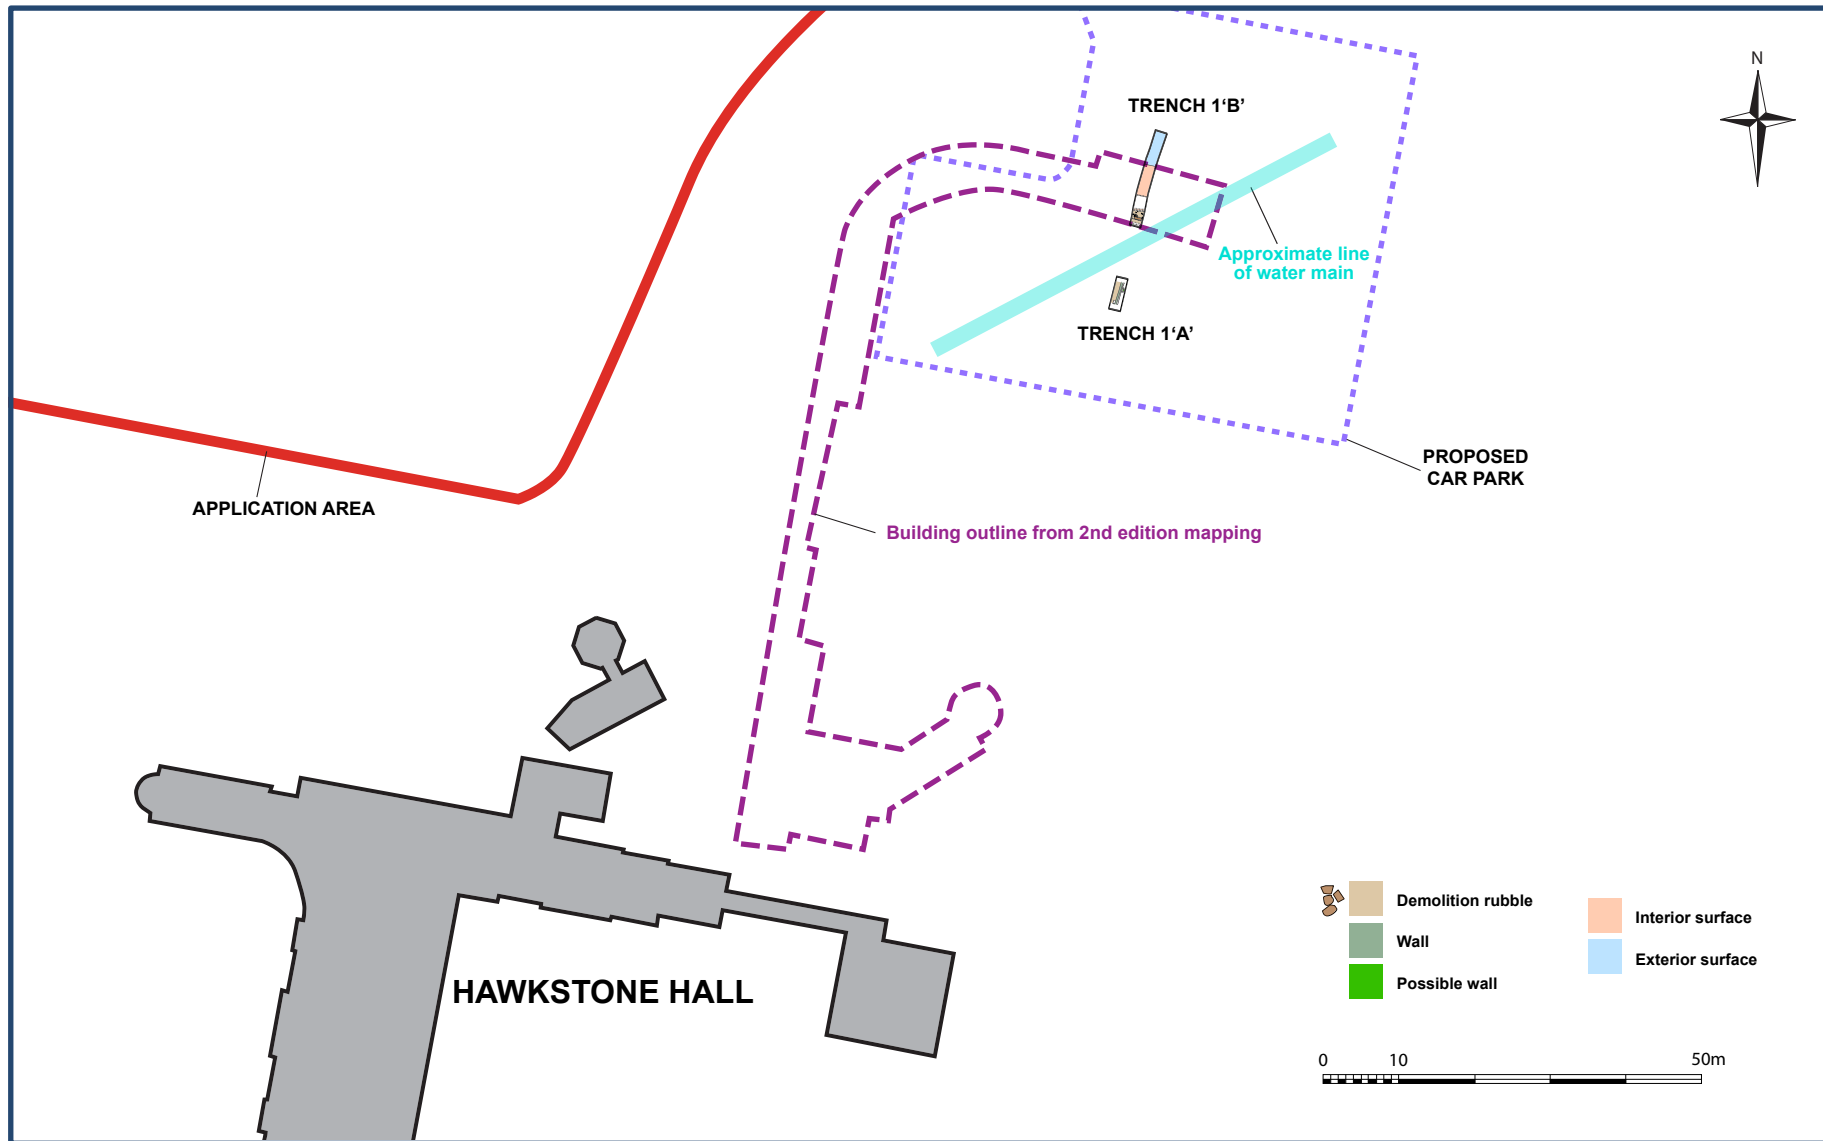 N
TRENCH 1‘B’
Approximate line
of water main
TRENCH 1‘A’
PROPOSED
CAR PARK
APPLICATION AREA
Building outline from 2nd edition mapping
HAWKSTONE HALL
Demolition rubble
Wall
Possible wall
Interior surface
Exterior surface
0 10 50m